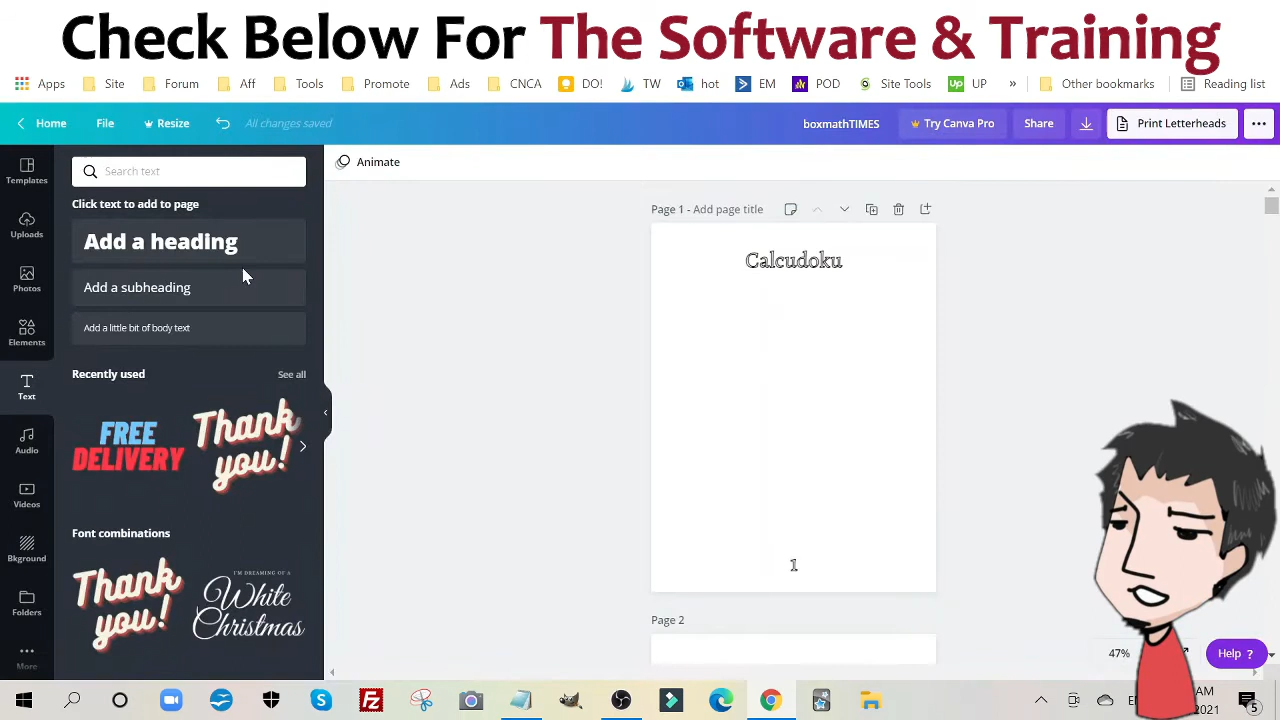 Check Below For The Software & Training
Apps Site Forum Aff Tools Promote Ads CNCA DO! TW hot EM POD Site Tools UP » Other bookmarks Reading list
Home File Resize All changes saved boxmathTIMES Try Canva Pro Share Print Letterheads
Templates
Uploads
Photos
Elements
Text
Audio
Videos
Bkground
Folders
More
Search text
Click text to add to page
Add a heading
Add a subheading
Add a little bit of body text
Recently used See all
FREE
DELIVERY
Thank
you!
Font combinations
Thank
you!
I'M DREAMING OF A
White
Christmas
Animate
Page 1 - Add page title
Calcudoku
1
Page 2
47%
Help ?
AM
2021
5